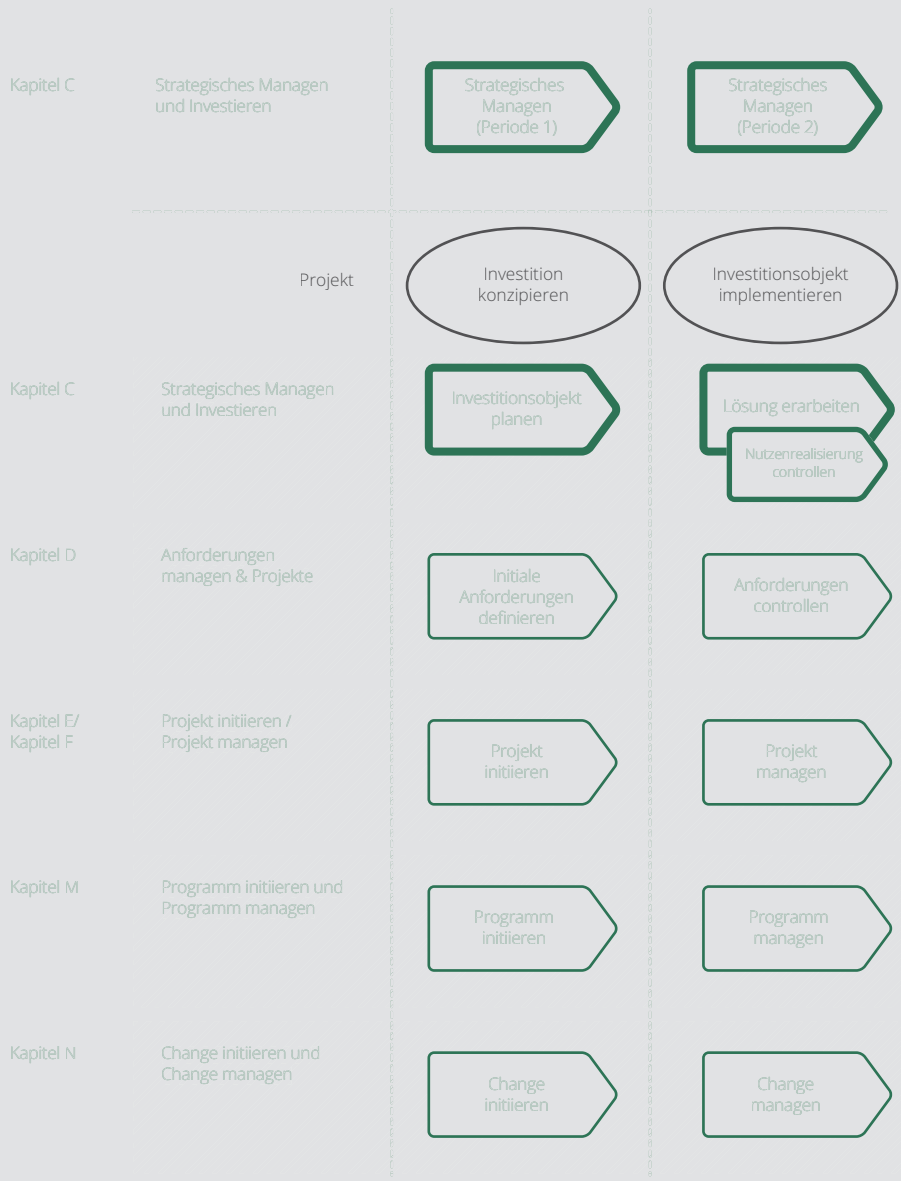 Kapitel C
Strategisches Managen
und Investieren
Strategisches
Managen
(Periode 1)
Strategisches
Managen
(Periode 2)
Projekt
Investition
konzipieren
Investitionsobjekt
implementieren
Kapitel C
Strategisches Managen
und Investieren
Investitionsobjekt
planen
Lösung erarbeiten
Nutzenrealisierung
controllen
Kapitel D
Anforderungen
managen & Projekte
Initiale
Anforderungen
definieren
Anforderungen
controllen
Kapitel E/
Kapitel F
Projekt initiieren /
Projekt managen
Projekt
initiieren
Projekt
managen
Kapitel M
Programm initiieren und
Programm managen
Programm
initiieren
Programm
managen
Kapitel N
Change initiieren und
Change managen
Change
initiieren
Change
managen